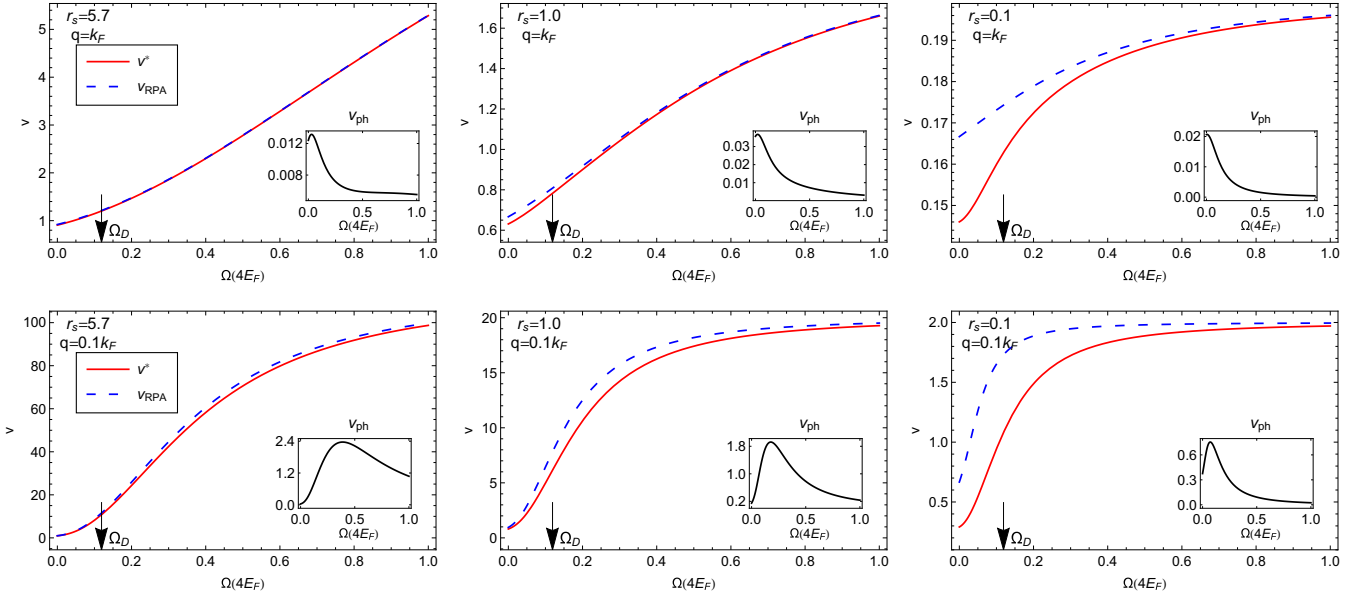 r_s=5.7
q=k_F
v*
v_RPA
v
5
4
3
2
1
v_ph
0.012
0.008
0.0
0.5
1.0
Ω(4E_F)
Ω_D
0.0
0.2
0.4
0.6
0.8
1.0
Ω(4E_F)
r_s=1.0
q=k_F
v
1.6
1.4
1.2
1.0
0.8
0.6
v_ph
0.03
0.01
0.0
0.5
1.0
Ω(4E_F)
Ω_D
0.0
0.2
0.4
0.6
0.8
1.0
Ω(4E_F)
r_s=0.1
q=k_F
v
0.19
0.18
0.17
0.16
0.15
v_ph
0.02
0.01
0.00
0.0
0.5
1.0
Ω(4E_F)
Ω_D
0.0
0.2
0.4
0.6
0.8
1.0
Ω(4E_F)
r_s=5.7
q=0.1k_F
v*
v_RPA
v
100
80
60
40
20
0
v_ph
2.4
1.2
0.0
0.0
0.5
1.0
Ω(4E_F)
Ω_D
0.0
0.2
0.4
0.6
0.8
1.0
Ω(4E_F)
r_s=1.0
q=0.1k_F
v
20
15
10
5
0
v_ph
1.8
1.0
0.2
0.0
0.5
1.0
Ω(4E_F)
Ω_D
0.0
0.2
0.4
0.6
0.8
1.0
Ω(4E_F)
r_s=0.1
q=0.1k_F
v
2.0
1.5
1.0
0.5
v_ph
0.6
0.3
0.0
0.0
0.5
1.0
Ω(4E_F)
Ω_D
0.0
0.2
0.4
0.6
0.8
1.0
Ω(4E_F)